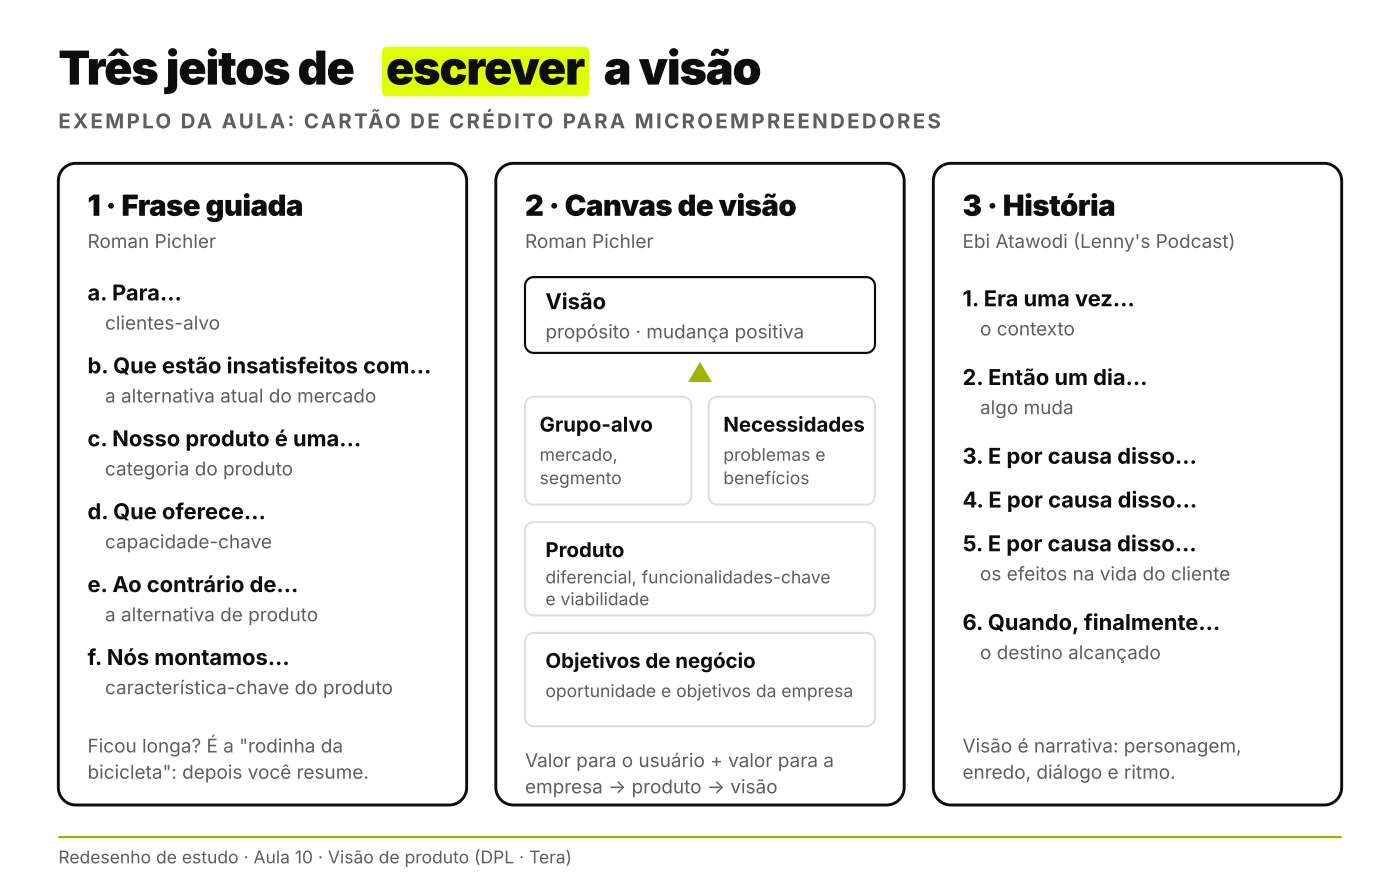 Três jeitos de escrever a visão
EXEMPLO DA AULA: CARTÃO DE CRÉDITO PARA MICROEMPREENDEDORES
1 · Frase guiada
Roman Pichler
a. Para...
clientes-alvo
b. Que estão insatisfeitos com...
a alternativa atual do mercado
c. Nosso produto é uma...
categoria do produto
d. Que oferece...
capacidade-chave
e. Ao contrário de...
a alternativa de produto
f. Nós montamos...
característica-chave do produto
Ficou longa? É a "rodinha da
bicicleta": depois você resume.
2 · Canvas de visão
Roman Pichler
Visão
propósito · mudança positiva
Grupo-alvo
mercado,
segmento
Necessidades
problemas e
benefícios
Produto
diferencial, funcionalidades-chave
e viabilidade
Objetivos de negócio
oportunidade e objetivos da empresa
Valor para o usuário + valor para a
empresa → produto → visão
3 · História
Ebi Atawodi (Lenny's Podcast)
1. Era uma vez...
o contexto
2. Então um dia...
algo muda
3. E por causa disso...
4. E por causa disso...
5. E por causa disso...
os efeitos na vida do cliente
6. Quando, finalmente...
o destino alcançado
Visão é narrativa: personagem,
enredo, diálogo e ritmo.
Redesenho de estudo · Aula 10 · Visão de produto (DPL · Tera)